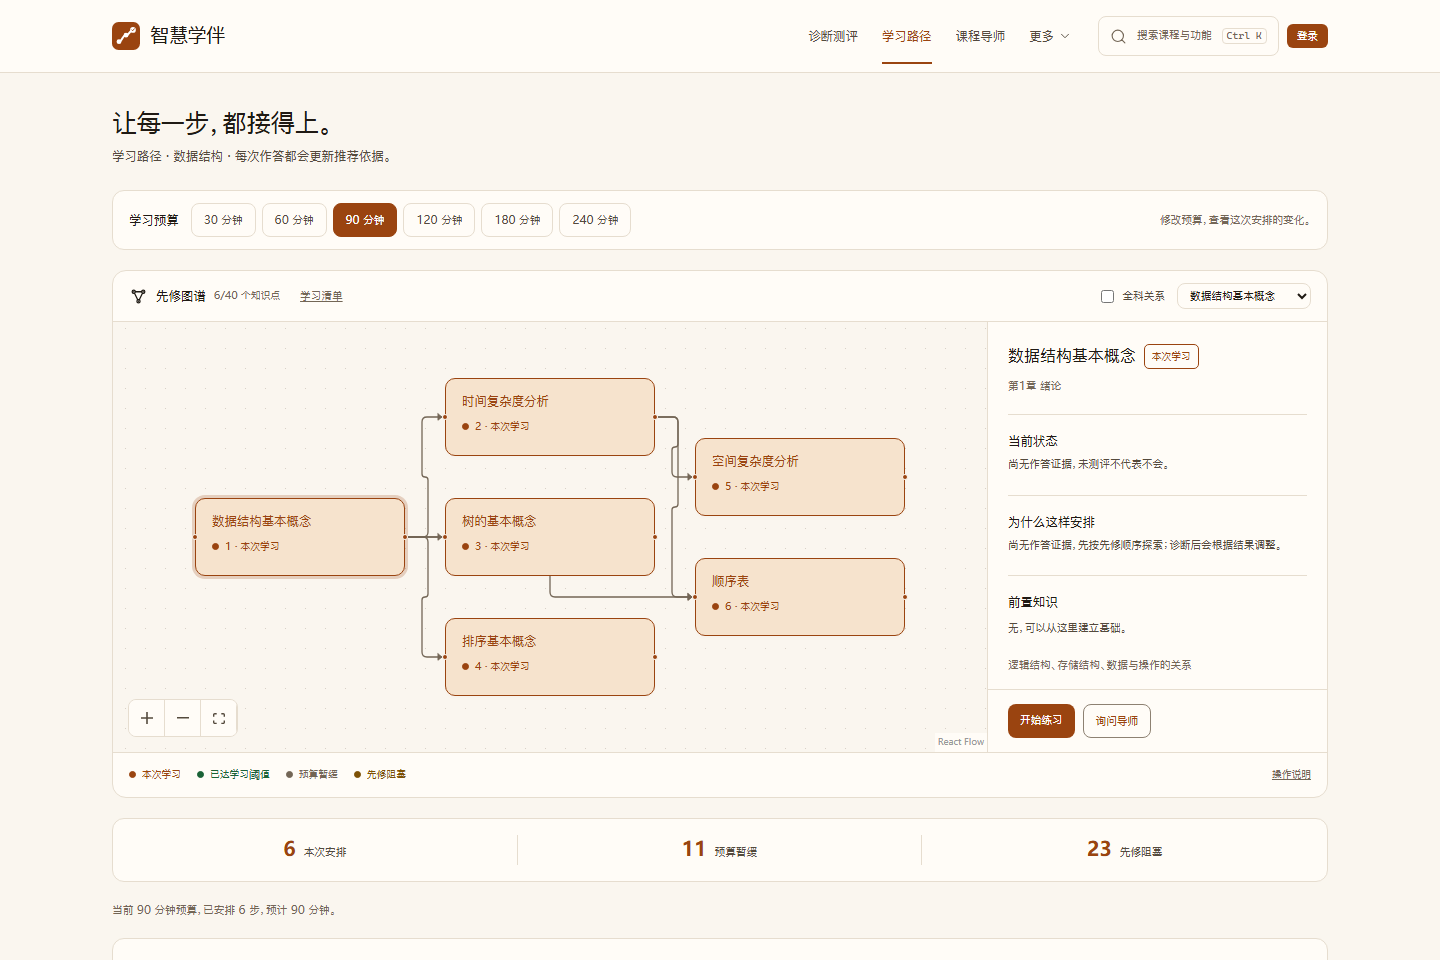 智慧学伴
诊断测评
学习路径
课程导师
更多
搜索课程与功能
Ctrl K
登录
让每一步,都接得上。
学习路径 · 数据结构 · 每次作答都会更新推荐依据。
学习预算
30 分钟
60 分钟
90 分钟
120 分钟
180 分钟
240 分钟
修改预算,查看这次安排的变化。
先修图谱
6/40 个知识点
学习清单
全科关系
数据结构基本概念
时间复杂度分析
2 · 本次学习
空间复杂度分析
5 · 本次学习
数据结构基本概念
1 · 本次学习
树的基本概念
3 · 本次学习
顺序表
6 · 本次学习
排序基本概念
4 · 本次学习
React Flow
数据结构基本概念
本次学习
第1章 绪论
当前状态
尚无作答证据,未测评不代表不会。
为什么这样安排
尚无作答证据,先按先修顺序探索;诊断后会根据结果调整。
前置知识
无,可以从这里建立基础。
逻辑结构、存储结构、数据与操作的关系
开始练习
询问导师
本次学习
已达学习阈值
预算暂缓
先修阻塞
操作说明
6 本次安排
11 预算暂缓
23 先修阻塞
当前 90 分钟预算,已安排 6 步,预计 90 分钟。